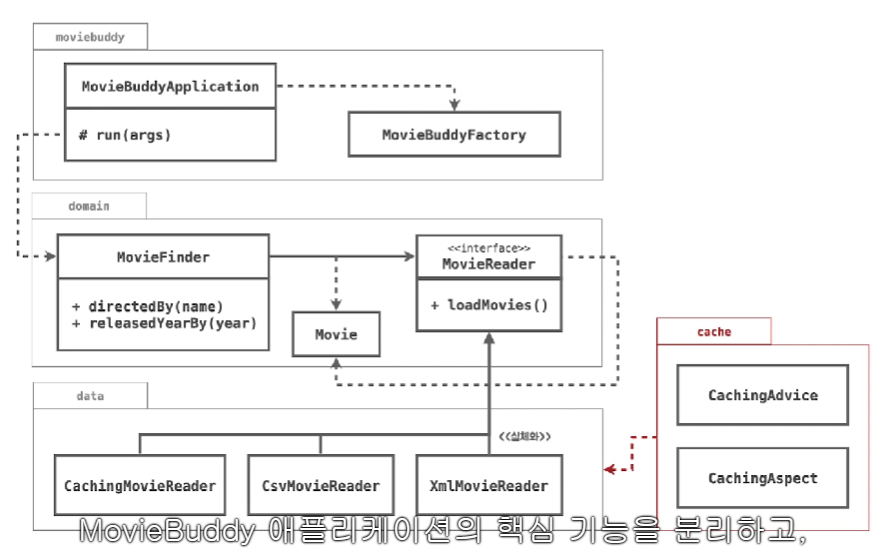 moviebuddy
MovieBuddyApplication
# run(args)
MovieBuddyFactory
domain
MovieFinder
+ directedBy(name)
+ releasedYearBy(year)
<<interface>>
MovieReader
+ loadMovies()
Movie
cache
CachingAdvice
CachingAspect
data
<<실체화>>
CachingMovieReader
CsvMovieReader
XmlMovieReader
MovieBuddy 애플리케이션의 핵심 기능을 분리하고,